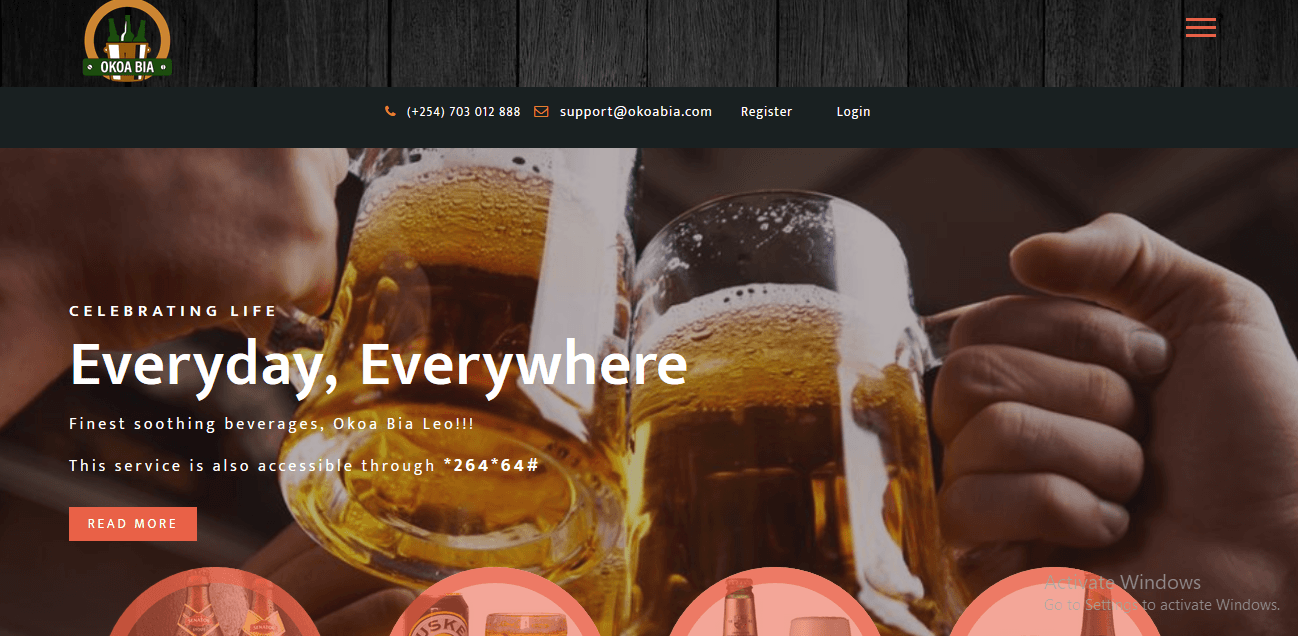 OKOA BIA
(+254) 703 012 888 support@okoabia.com Register Login
CELEBRATING LIFE
Everyday, Everywhere
Finest soothing beverages, Okoa Bia Leo!!!
This service is also accessible through *264*64#
READ MORE
Activate Windows
Go to Settings to activate Windows.
SENATOR